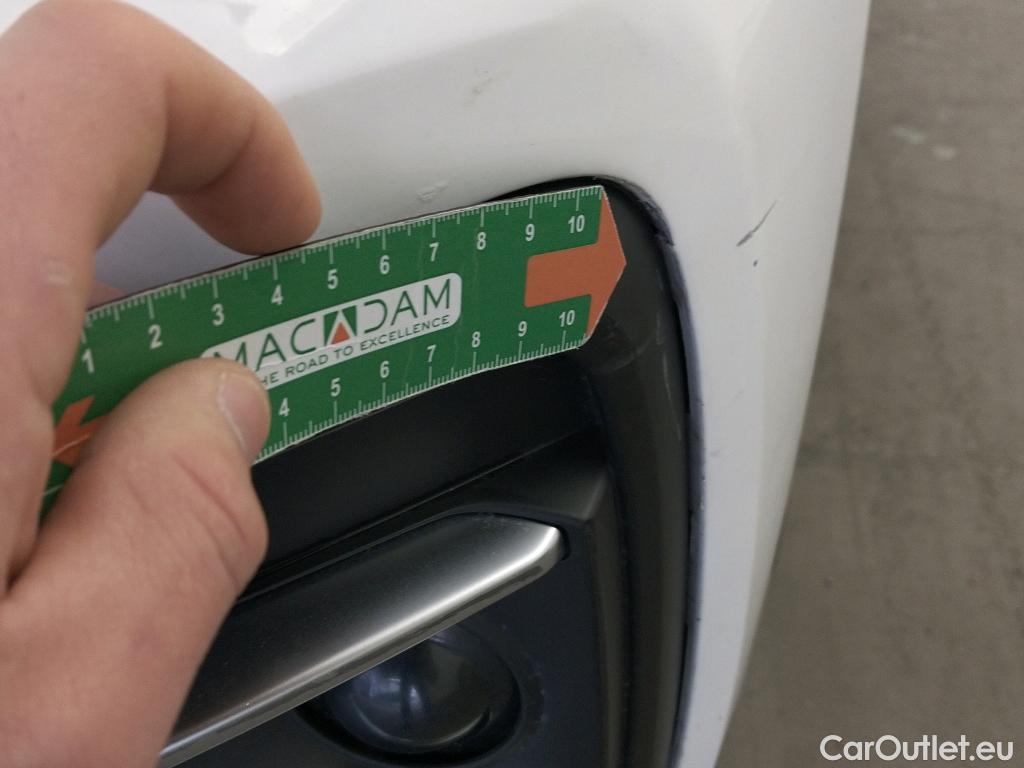 1 2 3 4 5 6 7 8 9 10
MACADAM
THE ROAD TO EXCELLENCE
4 5 6 7 8 9 10
CarOutlet.eu